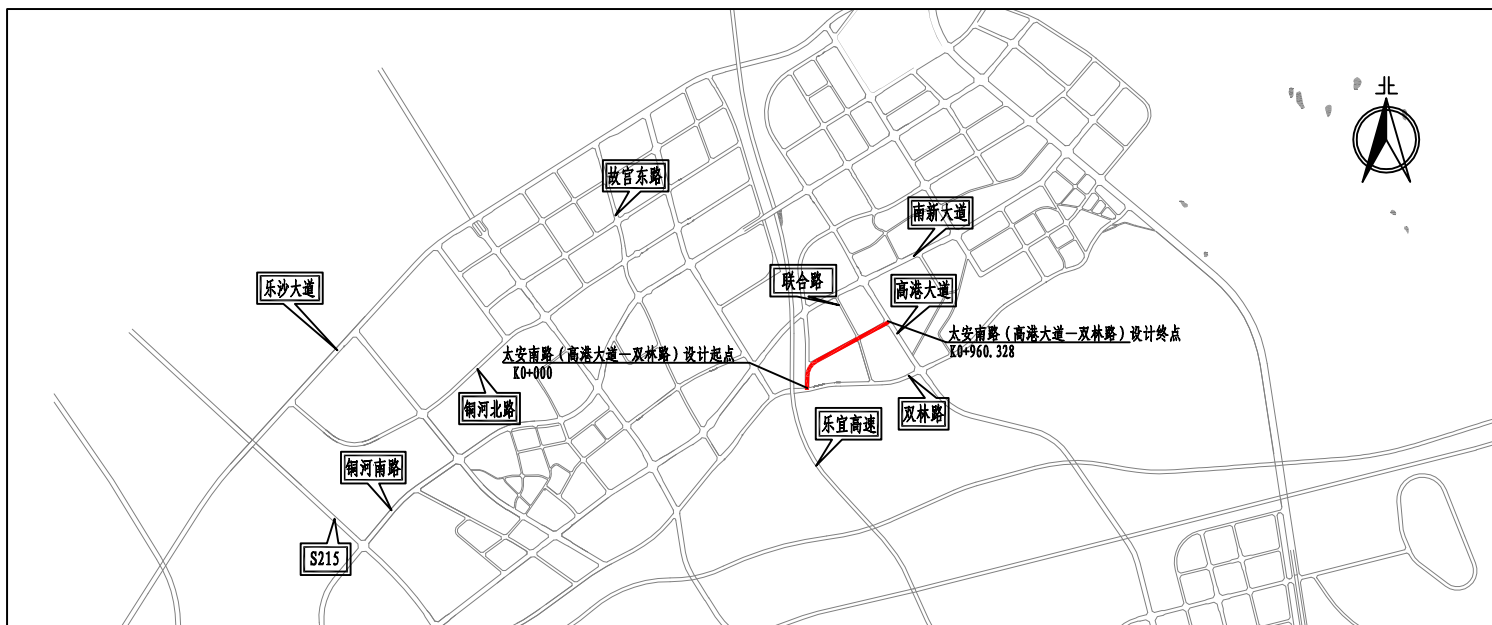 北
故宫东路
南新大道
联合路
乐沙大道
高港大道
太安南路（高港大道—双林路）设计终点
K0+960.328
太安南路（高港大道—双林路）设计起点
K0+000
铜河北路
双林路
乐宜高速
铜河南路
S215